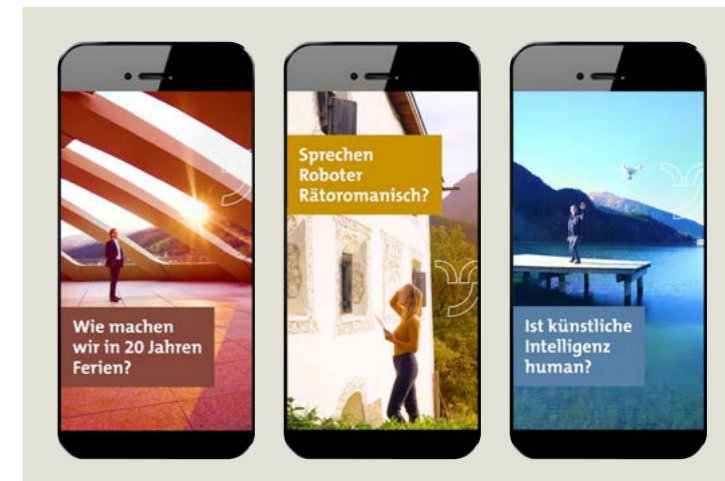 Wie machen
wir in 20 Jahren
Ferien?
Sprechen
Roboter
Rätoromanisch?
Ist künstliche
Intelligenz
human?